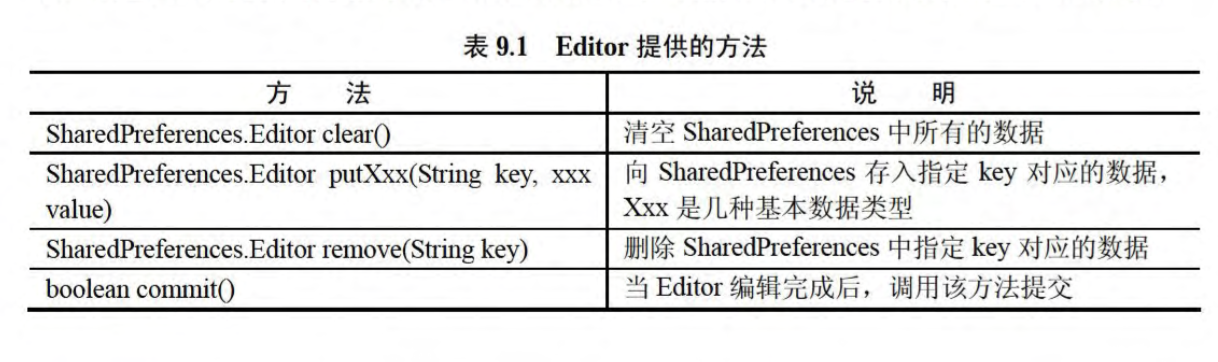 表 9.1 Editor 提供的方法
方 法 说 明
SharedPreferences.Editor clear() 清空 SharedPreferences 中所有的数据
SharedPreferences.Editor putXxx(String key, xxx 向 SharedPreferences 存入指定 key 对应的数据，
value) Xxx 是几种基本数据类型
SharedPreferences.Editor remove(String key) 删除 SharedPreferences 中指定 key 对应的数据
boolean commit() 当 Editor 编辑完成后，调用该方法提交